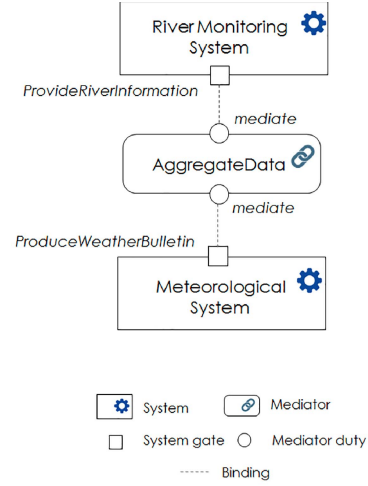 River Monitoring
System
ProvideRiverInformation
mediate
AggregateData
mediate
ProduceWeatherBulletin
Meteorological
System
System
Mediator
System gate
Mediator duty
Binding